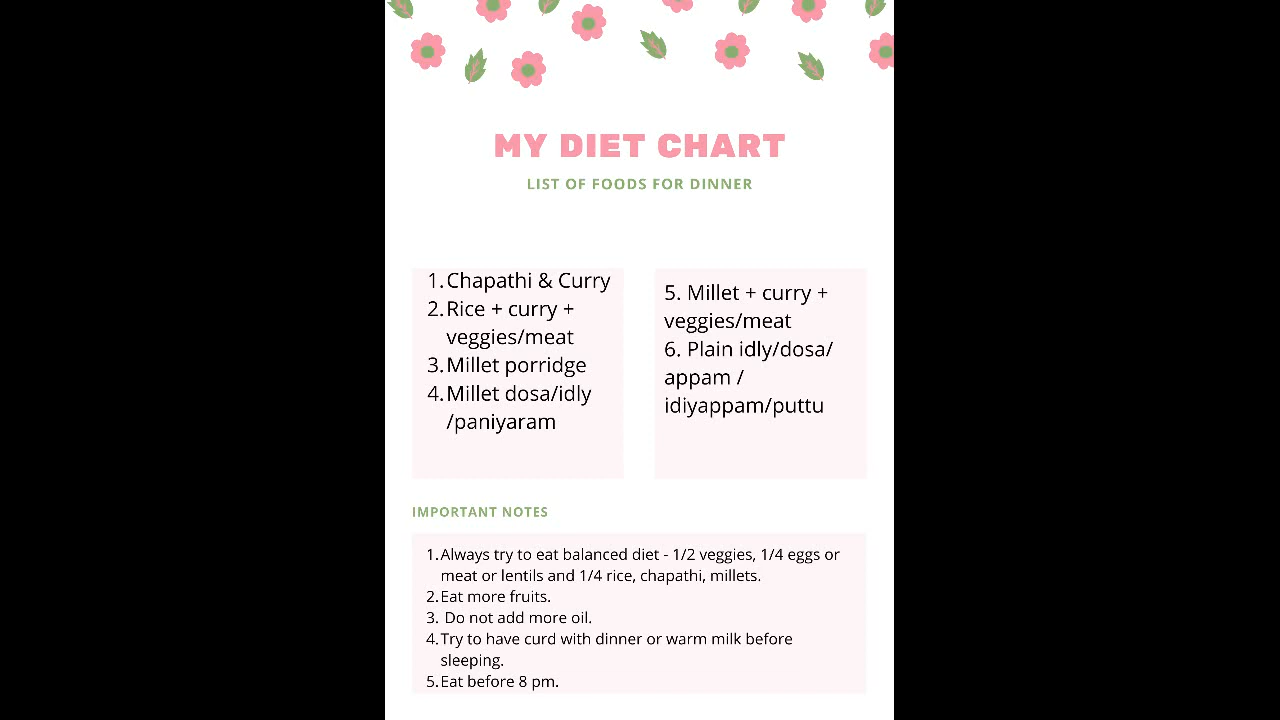 MY DIET CHART
LIST OF FOODS FOR DINNER
1. Chapathi & Curry
2. Rice + curry +
veggies/meat
3. Millet porridge
4. Millet dosa/idly
/paniyaram
5. Millet + curry +
veggies/meat
6. Plain idly/dosa/
appam /
idiyappam/puttu
IMPORTANT NOTES
1. Always try to eat balanced diet - 1/2 veggies, 1/4 eggs or
meat or lentils and 1/4 rice, chapathi, millets.
2. Eat more fruits.
3. Do not add more oil.
4. Try to have curd with dinner or warm milk before
sleeping.
5. Eat before 8 pm.